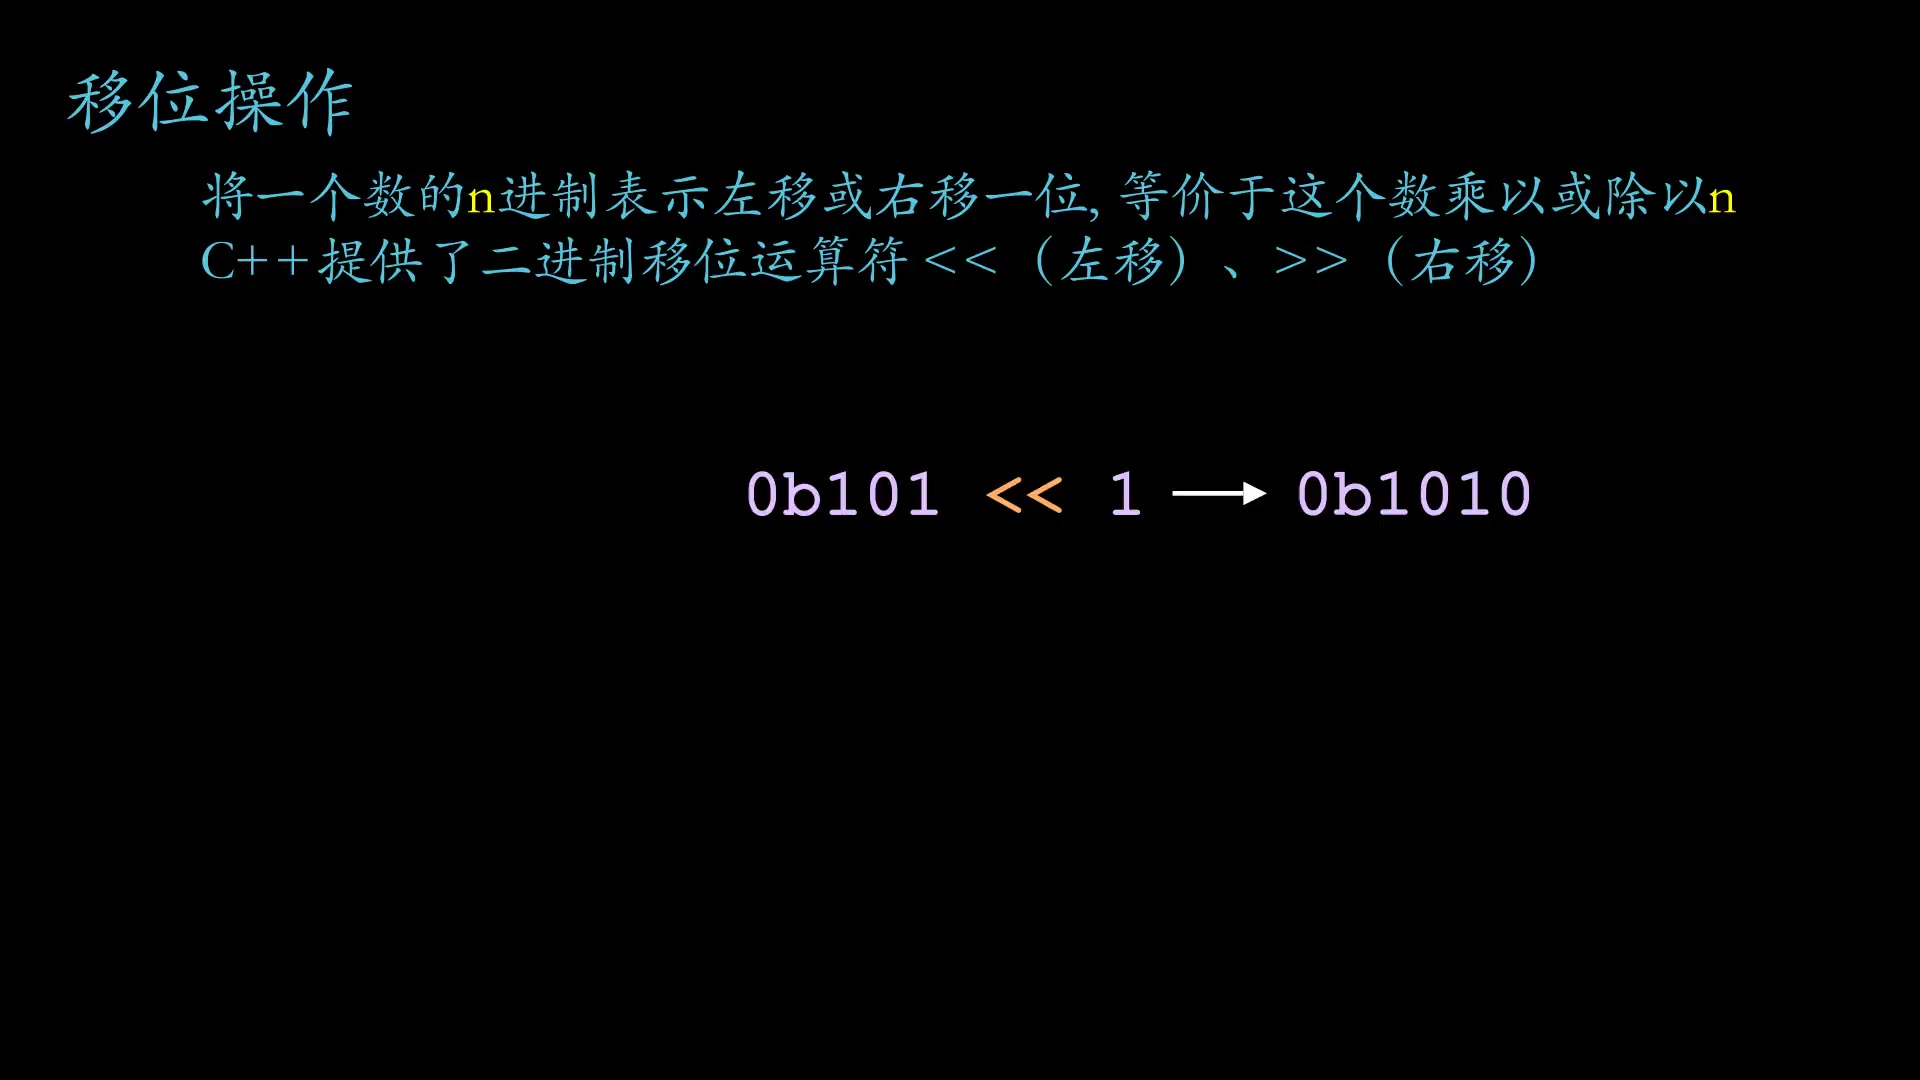 移位操作
将一个数的n进制表示左移或右移一位, 等价于这个数乘以或除以n
C++提供了二进制移位运算符 <<（左移）、>>（右移）
0b101 << 1 → 0b1010